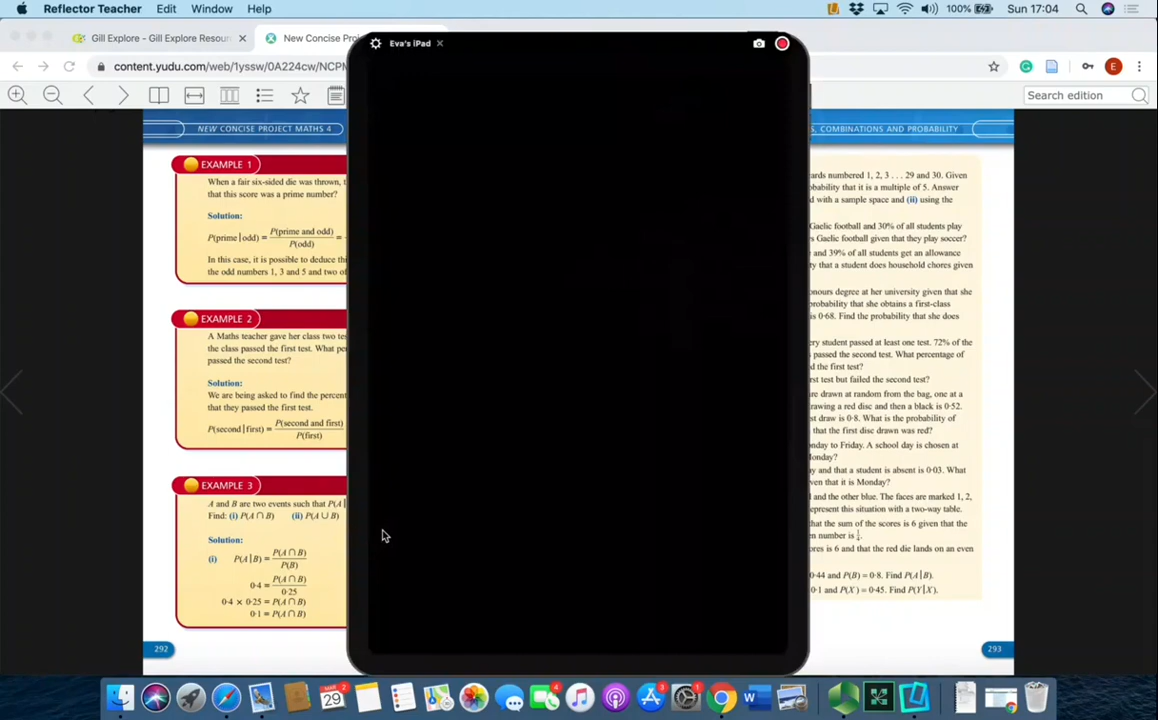 Reflector Teacher Edit Window Help 100% Sun 17:04
Gill Explore - Gill Explore Resour
New Concise Proj
Eva's iPad
content.yudu.com/web/1yssw/0A224cw/NCPM
E
Search edition
NEW CONCISE PROJECT MATHS 4
EXAMPLE 1
When a fair six-sided die was thrown, t
that this score was a prime number?
Solution:
P(prime|odd) = P(prime and odd) =
P(odd)
In this case, it is possible to deduce th
the odd numbers 1, 3 and 5 and two of
EXAMPLE 2
A Maths teacher gave her class two te
the class passed the first test. What pe
passed the second test?
Solution:
We are being asked to find the percent
that they passed the first test.
P(second|first) = P(second and first)
P(first)
EXAMPLE 3
A and B are two events such that P(A|
Find: (i) P(A ∩ B) (ii) P(A ∪ B)
Solution:
(i) P(A|B) = P(A ∩ B)
P(B)
0·4 = P(A ∩ B)
0·25
0·4 × 0·25 = P(A ∩ B)
0·1 = P(A ∩ B)
292
S, COMBINATIONS AND PROBABILITY
ards numbered 1, 2, 3 . . . 29 and 30. Given
obability that it is a multiple of 5. Answer
d with a sample space and (ii) using the
Gaelic football and 30% of all students play
s Gaelic football given that they play soccer?
and 39% of all students get an allowance
ty that a student does household chores given
onours degree at her university given that she
probability that she obtains a first-class
is 0·68. Find the probability that she does
ery student passed at least one test. 72% of the
passed the second test. What percentage of
d the first test?
rst test but failed the second test?
re drawn at random from the bag, one at a
rawing a red disc and then a black is 0·52.
st draw is 0·8. What is the probability of
that the first disc drawn was red?
nday to Friday. A school day is chosen at
Monday?
y and that a student is absent is 0·03. What
ven that it is Monday?
l and the other blue. The faces are marked 1, 2,
epresent this situation with a two-way table.
that the sum of the scores is 6 given that the
en number is 1/4.
ores is 6 and that the red die lands on an even
0·44 and P(B) = 0·8. Find P(A|B).
0·1 and P(X) = 0·45. Find P(Y|X).
293